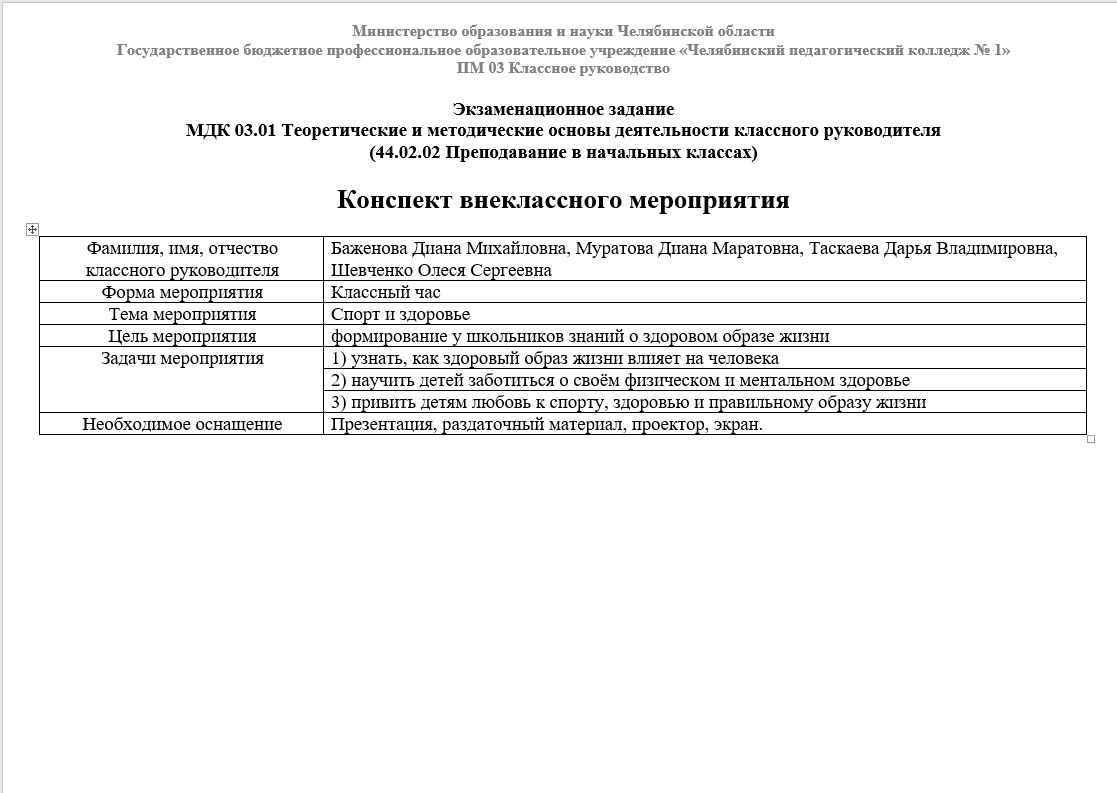 Министерство образования и науки Челябинской области
Государственное бюджетное профессиональное образовательное учреждение «Челябинский педагогический колледж № 1»
ПМ 03 Классное руководство
Экзаменационное задание
МДК 03.01 Теоретические и методические основы деятельности классного руководителя
(44.02.02 Преподавание в начальных классах)
Конспект внеклассного мероприятия
Фамилия, имя, отчество
классного руководителя
Баженова Диана Михайловна, Муратова Диана Маратовна, Таскаева Дарья Владимировна,
Шевченко Олеся Сергеевна
Форма мероприятия
Классный час
Тема мероприятия
Спорт и здоровье
Цель мероприятия
формирование у школьников знаний о здоровом образе жизни
Задачи мероприятия
1) узнать, как здоровый образ жизни влияет на человека
2) научить детей заботиться о своём физическом и ментальном здоровье
3) привить детям любовь к спорту, здоровью и правильному образу жизни
Необходимое оснащение
Презентация, раздаточный материал, проектор, экран.